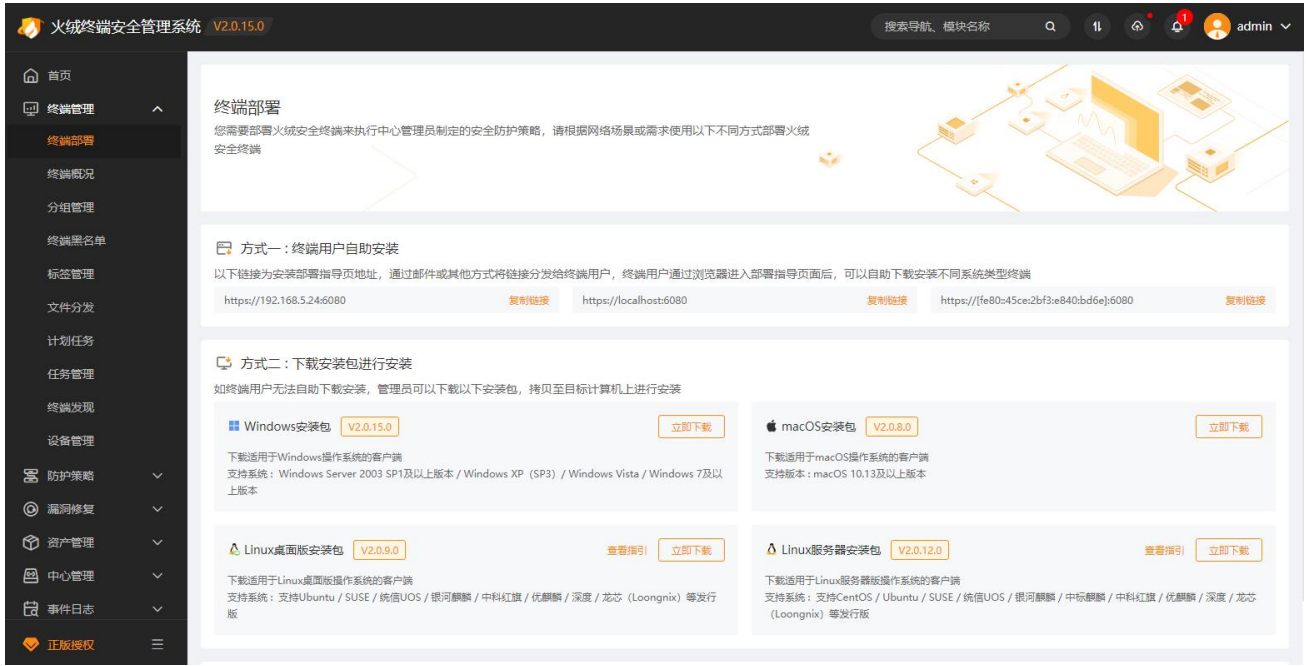 火绒终端安全管理系统 V2.0.15.0
搜索导航、模块名称
1
admin
首页
终端管理
终端部署
终端概况
分组管理
终端黑名单
标签管理
文件分发
计划任务
任务管理
终端发现
设备管理
防护策略
漏洞修复
资产管理
中心管理
事件日志
正版授权
终端部署
您需要部署火绒安全终端来执行中心管理员制定的安全防护策略，请根据网络场景或需求使用以下不同方式部署火绒
安全终端
方式一：终端用户自助安装
以下链接为安装部署指导页地址，通过邮件或其他方式将链接分发给终端用户，终端用户通过浏览器进入部署指导页面后，可以自助下载安装不同系统类型终端
https://192.168.5.24:6080 复制链接 https://localhost:6080 复制链接 https://[fe80::45ce:2bf3:e840:bd6e]:6080 复制链接
方式二：下载安装包进行安装
如终端用户无法自助下载安装，管理员可以下载以下安装包，拷贝至目标计算机上进行安装
Windows安装包 V2.0.15.0 立即下载
下载适用于Windows操作系统的客户端
支持系统：Windows Server 2003 SP1及以上版本 / Windows XP（SP3）/ Windows Vista / Windows 7及以
上版本
macOS安装包 V2.0.8.0 立即下载
下载适用于macOS操作系统的客户端
支持版本：macOS 10.13及以上版本
Linux桌面版安装包 V2.0.9.0 查看指引 立即下载
下载适用于Linux桌面版操作系统的客户端
支持系统：支持Ubuntu / SUSE / 统信UOS / 银河麒麟 / 中科红旗 / 优麒麟 / 深度 / 龙芯（Loongnix）等发行
版
Linux服务器安装包 V2.0.12.0 查看指引 立即下载
下载适用于Linux服务器版操作系统的客户端
支持系统：支持CentOS / Ubuntu / SUSE / 统信UOS / 银河麒麟 / 中标麒麟 / 中科红旗 / 优麒麟 / 深度 / 龙芯
（Loongnix）等发行版